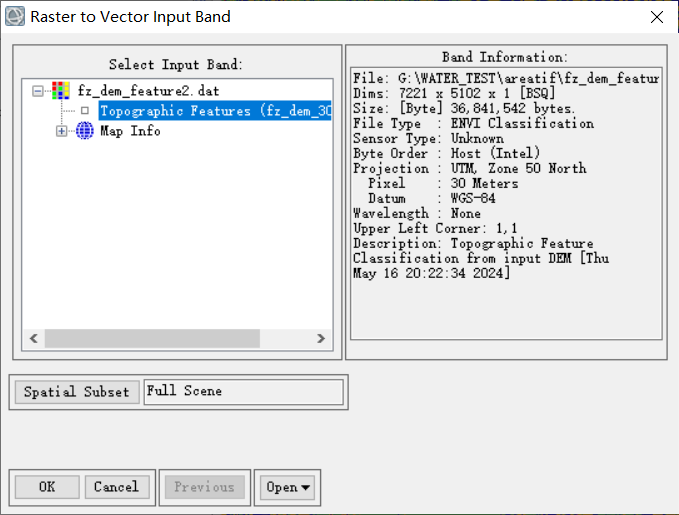 Raster to Vector Input Band
Select Input Band:
fz_dem_feature2.dat
Topographic Features (fz_dem_30
Map Info
Band Information:
File: G:\WATER_TEST\areatif\fz_dem_featur
Dims: 7221 x 5102 x 1 [BSQ]
Size: [Byte] 36,841,542 bytes.
File Type  : ENVI Classification
Sensor Type: Unknown
Byte Order : Host (Intel)
Projection : UTM, Zone 50 North
Pixel    : 30 Meters
Datum    : WGS-84
Wavelength : None
Upper Left Corner: 1,1
Description: Topographic Feature
Classification from input DEM [Thu
May 16 20:22:34 2024]
Spatial Subset
Full Scene
OK
Cancel
Previous
Open